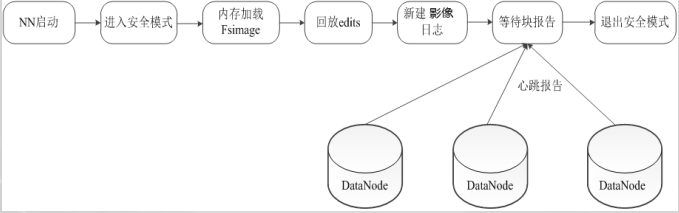 NN启动
进入安全模式
内存加载
Fsimage
回放edits
新建 影像
日志
等待块报告
退出安全模式
心跳报告
DataNode
DataNode
DataNode